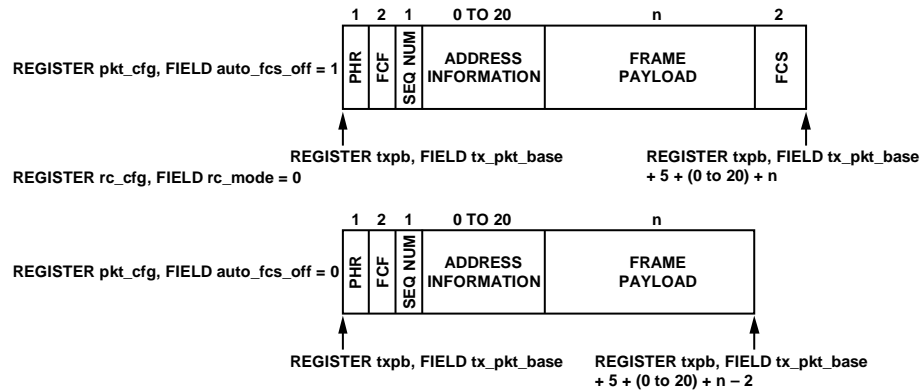 1 2 1 0 TO 20 n 2
REGISTER pkt_cfg, FIELD auto_fcs_off = 1
PHR
FCF
SEQ NUM
ADDRESS
INFORMATION
FRAME
PAYLOAD
FCS
REGISTER txpb, FIELD tx_pkt_base
REGISTER txpb, FIELD tx_pkt_base
+ 5 + (0 to 20) + n
REGISTER rc_cfg, FIELD rc_mode = 0
1 2 1 0 TO 20 n
REGISTER pkt_cfg, FIELD auto_fcs_off = 0
PHR
FCF
SEQ NUM
ADDRESS
INFORMATION
FRAME
PAYLOAD
REGISTER txpb, FIELD tx_pkt_base
REGISTER txpb, FIELD tx_pkt_base
+ 5 + (0 to 20) + n – 2